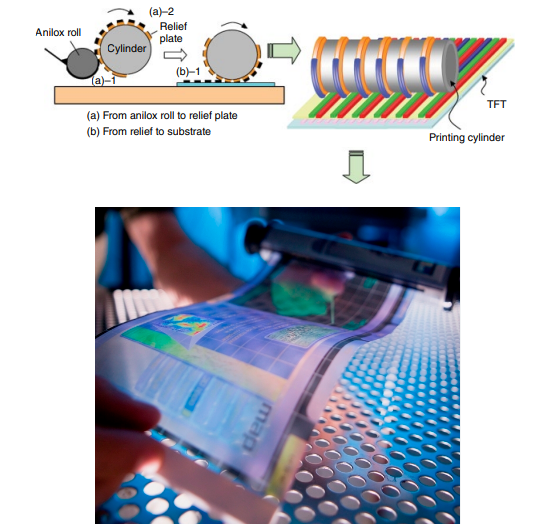 (a)–2
Relief
plate
Anilox roll
Cylinder
(b)–1
(a)–1
TFT
(a) From anilox roll to relief plate
(b) From relief to substrate
Printing cylinder
map